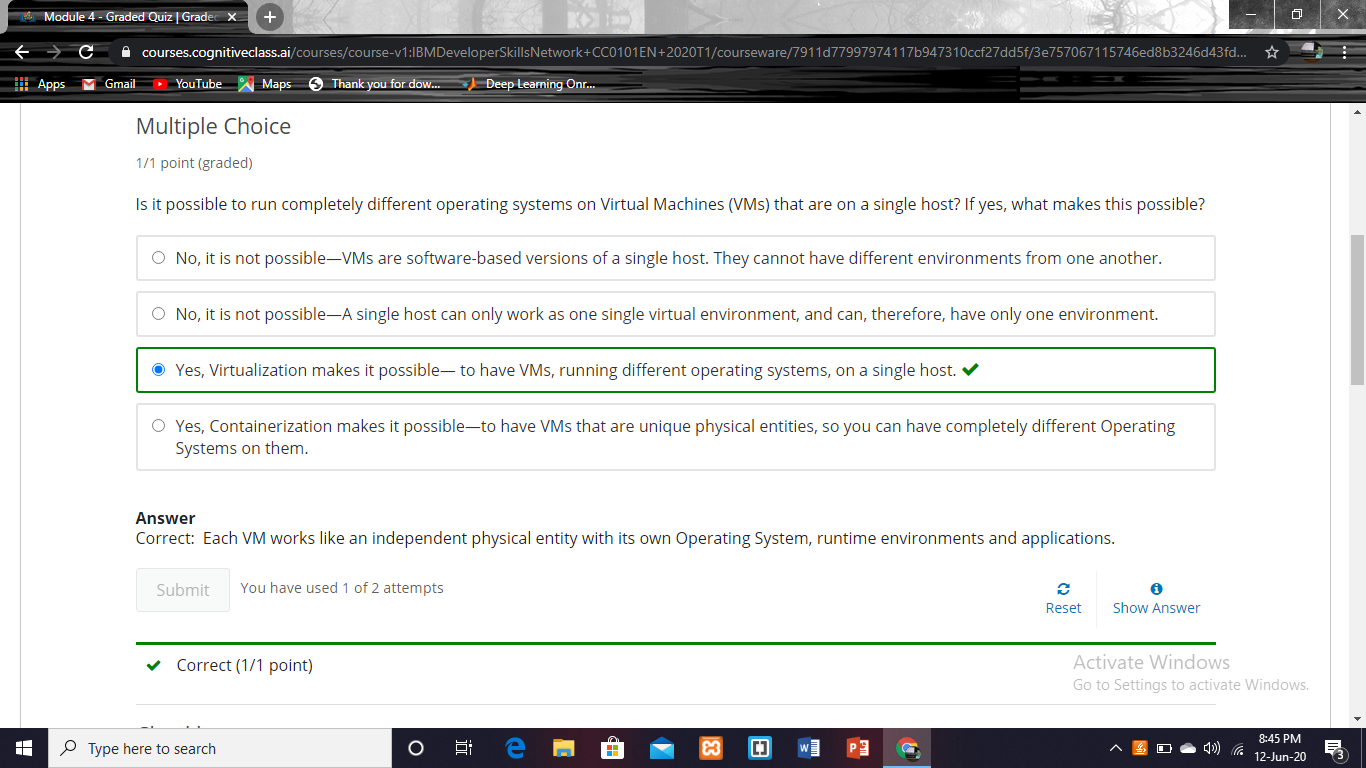 Module 4 - Graded Quiz | Graded
courses.cognitiveclass.ai/courses/course-v1:IBMDeveloperSkillsNetwork+CC0101EN+2020T1/courseware/7911d77997974117b947310ccf27dd5f/3e757067115746ed8b3246d43fd...
Apps Gmail YouTube Maps Thank you for dow... Deep Learning Onr...
Multiple Choice
1/1 point (graded)
Is it possible to run completely different operating systems on Virtual Machines (VMs) that are on a single host? If yes, what makes this possible?
No, it is not possible—VMs are software-based versions of a single host. They cannot have different environments from one another.
No, it is not possible—A single host can only work as one single virtual environment, and can, therefore, have only one environment.
Yes, Virtualization makes it possible— to have VMs, running different operating systems, on a single host.
Yes, Containerization makes it possible—to have VMs that are unique physical entities, so you can have completely different Operating
Systems on them.
Answer
Correct: Each VM works like an independent physical entity with its own Operating System, runtime environments and applications.
Submit You have used 1 of 2 attempts
Reset Show Answer
Correct (1/1 point)
Activate Windows
Go to Settings to activate Windows.
Type here to search
8:45 PM
12-Jun-20
3